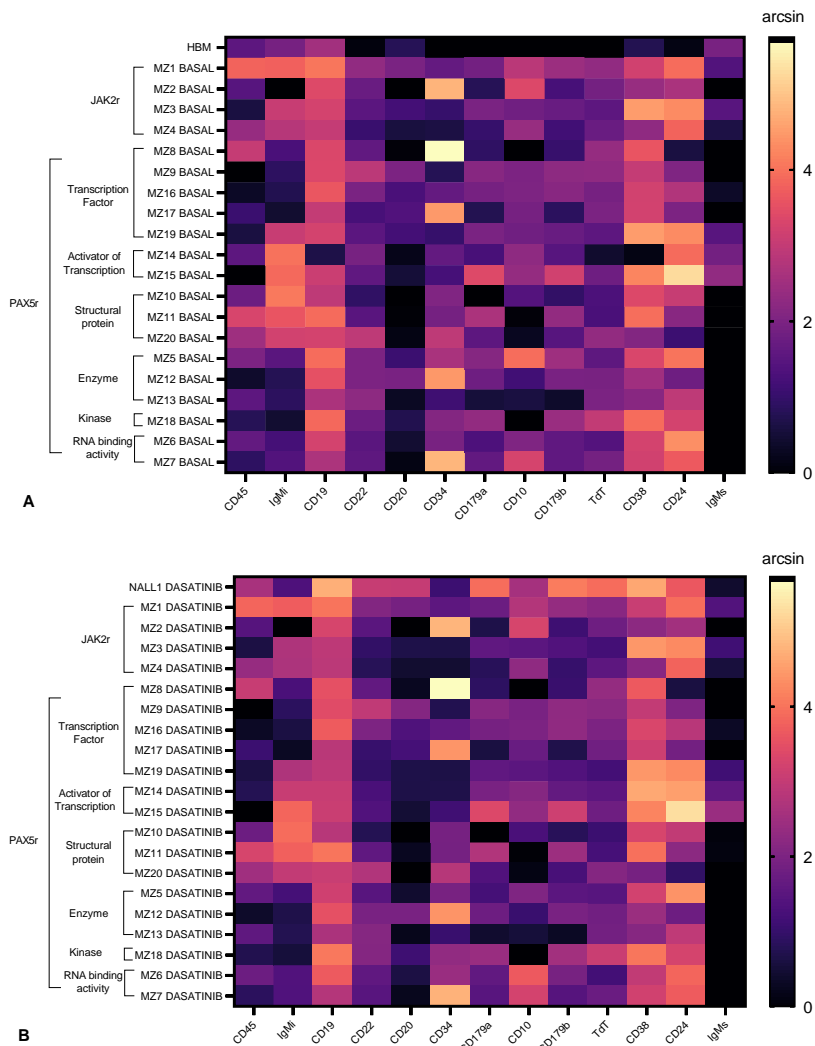 arcsin
HBM
MZ1 BASAL
MZ2 BASAL
MZ3 BASAL
MZ4 BASAL
MZ8 BASAL
MZ9 BASAL
MZ16 BASAL
MZ17 BASAL
MZ19 BASAL
MZ14 BASAL
MZ15 BASAL
MZ10 BASAL
MZ11 BASAL
MZ20 BASAL
MZ5 BASAL
MZ12 BASAL
MZ13 BASAL
MZ18 BASAL
MZ6 BASAL
MZ7 BASAL
JAK2r
PAX5r
Transcription
Factor
Activator of
Transcription
Structural
protein
Enzyme
Kinase
RNA binding
activity
4
2
0
CD45
IgMi
CD19
CD22
CD20
CD34
CD179a
CD10
CD179b
TdT
CD38
CD24
IgMs
A
arcsin
NALL1 DASATINIB
MZ1 DASATINIB
MZ2 DASATINIB
MZ3 DASATINIB
MZ4 DASATINIB
MZ8 DASATINIB
MZ9 DASATINIB
MZ16 DASATINIB
MZ17 DASATINIB
MZ19 DASATINIB
MZ14 DASATINIB
MZ15 DASATINIB
MZ10 DASATINIB
MZ11 DASATINIB
MZ20 DASATINIB
MZ5 DASATINIB
MZ12 DASATINIB
MZ13 DASATINIB
MZ18 DASATINIB
MZ6 DASATINIB
MZ7 DASATINIB
JAK2r
PAX5r
Transcription
Factor
Activator of
Transcription
Structural
protein
Enzyme
Kinase
RNA binding
activity
4
2
0
CD45
IgMi
CD19
CD22
CD20
CD34
CD179a
CD10
CD179b
TdT
CD38
CD24
IgMs
B